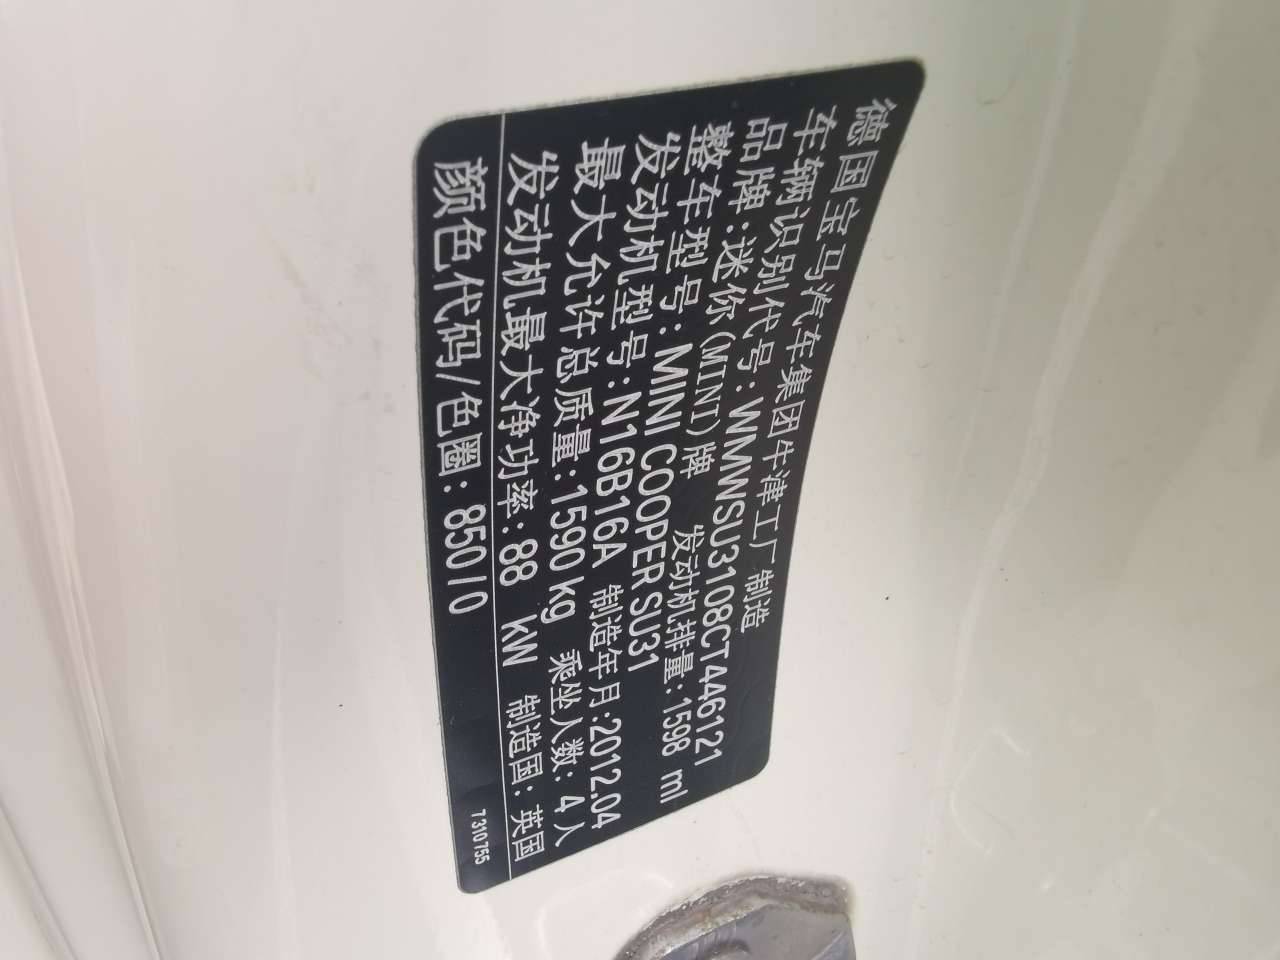 德国宝马汽车集团牛津工厂制造
车辆识别代号:WMWSU3108CT446121
品牌:迷你(MINI)牌 发动机排量:1598 ml
整车型号:MINI COOPER SU31
发动机型号:N16B16A 制造年月:2012.04
最大允许总质量:1590kg 乘坐人数:4人
发动机最大净功率:88 kW 制造国:英国
颜色代码/色圈:850/0
7310755